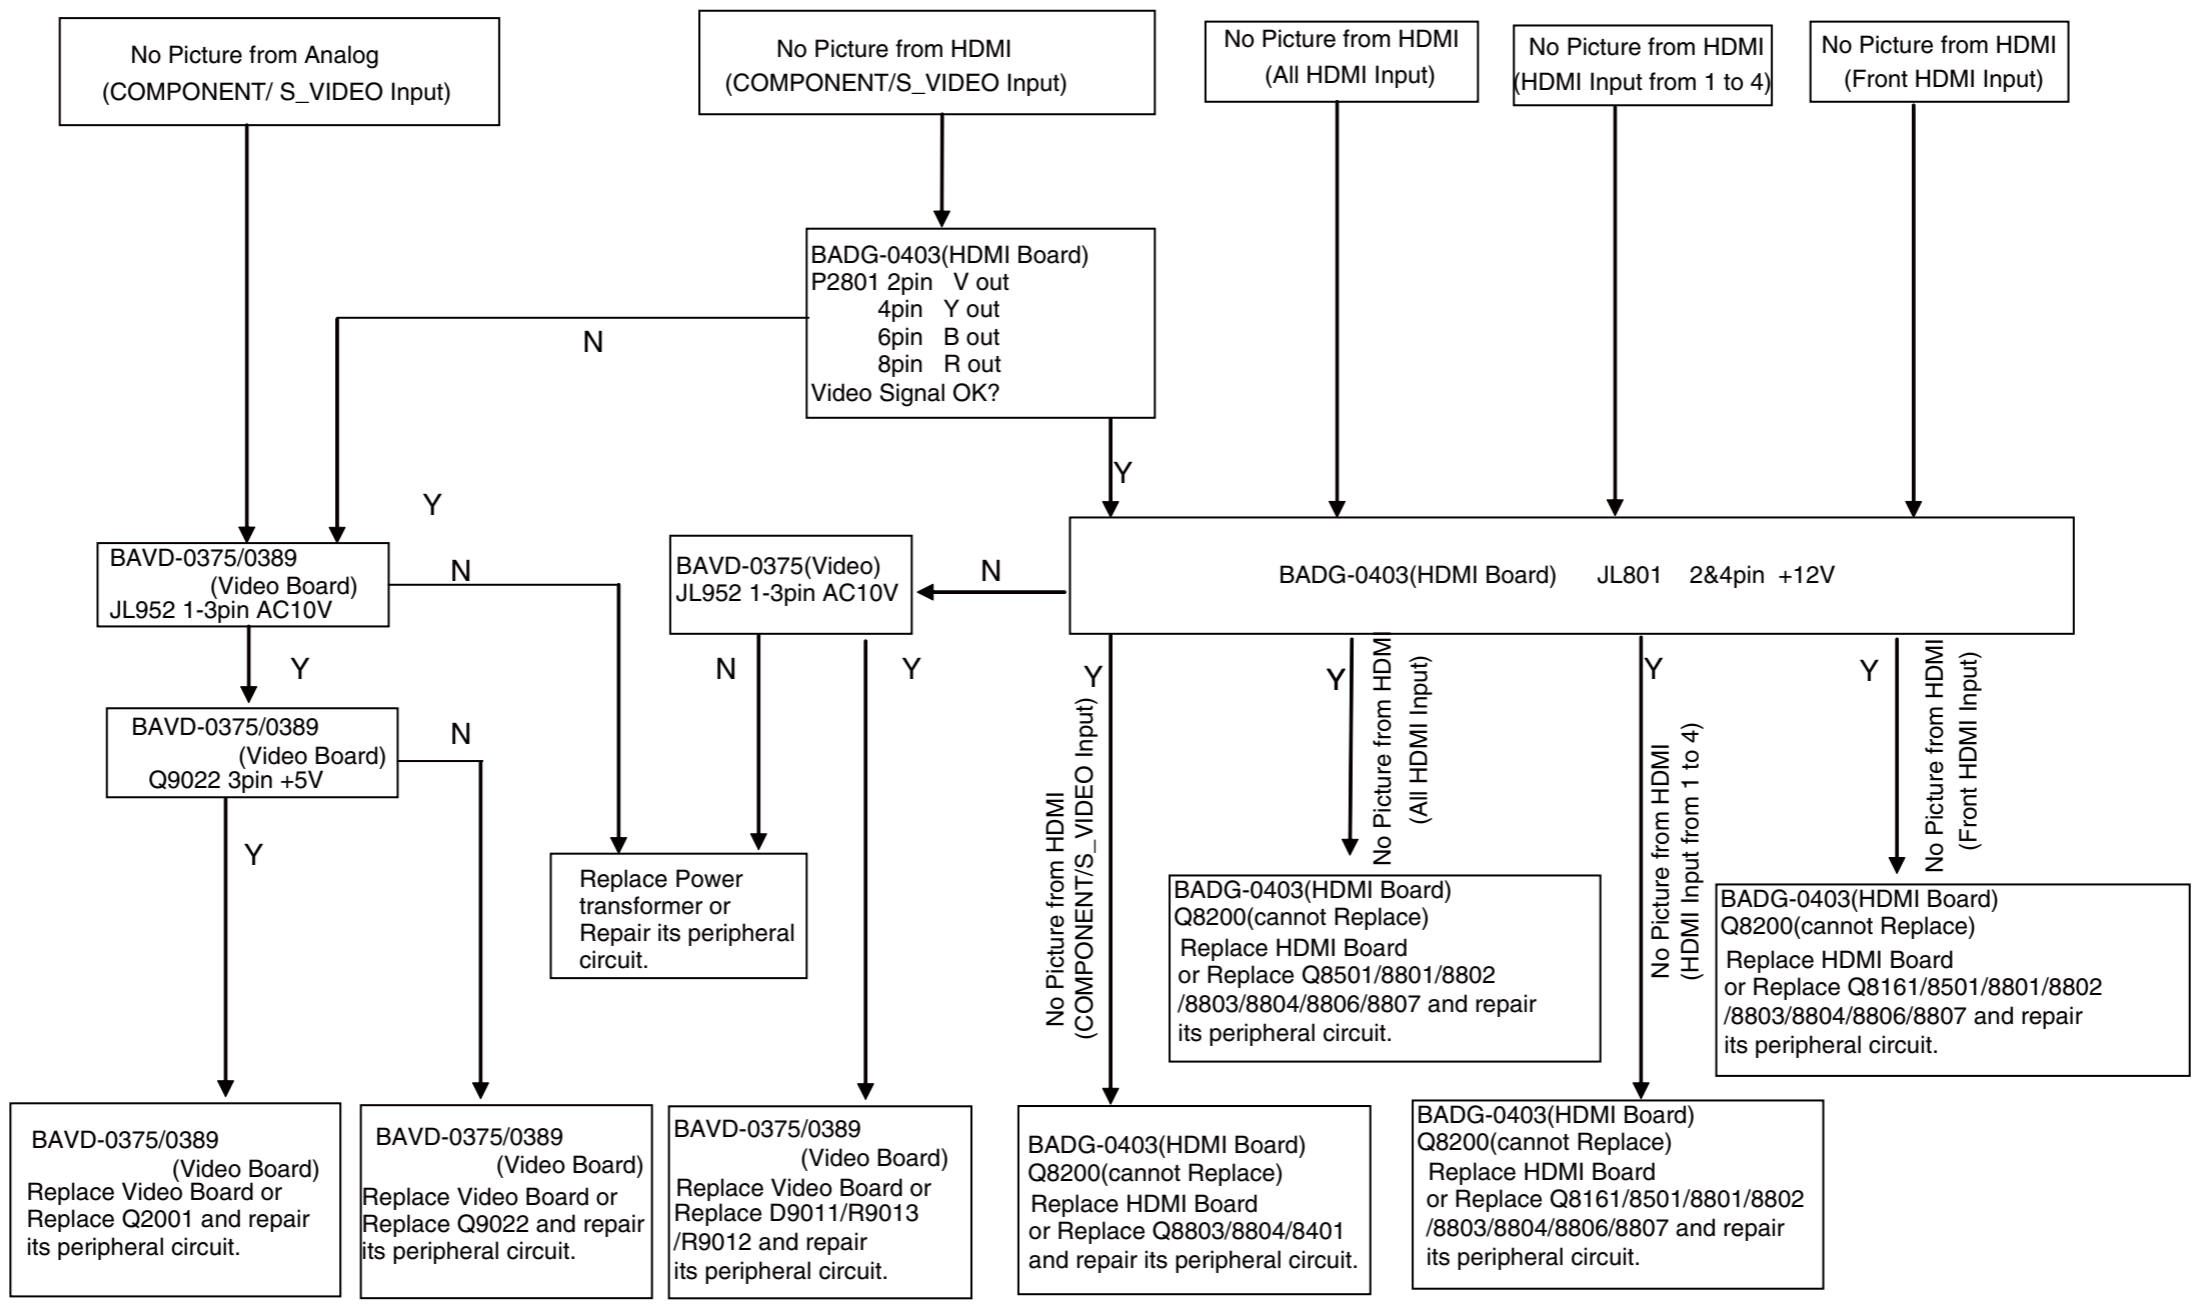 No Picture from Analog
(COMPONENT/ S_VIDEO Input)
No Picture from HDMI
(COMPONENT/S_VIDEO Input)
No Picture from HDMI
(All HDMI Input)
No Picture from HDMI
(HDMI Input from 1 to 4)
No Picture from HDMI
(Front HDMI Input)
BADG-0403(HDMI Board)
P2801 2pin V out
4pin Y out
6pin B out
8pin R out
Video Signal OK?
N
Y
Y
BAVD-0375/0389
(Video Board)
JL952 1-3pin AC10V
N
BAVD-0375(Video)
JL952 1-3pin AC10V
N
BADG-0403(HDMI Board) JL801 2&4pin +12V
Y
N
Y
Y
Y
Y
Y
No Picture from HDMI
(COMPONENT/S_VIDEO Input)
No Picture from HDMI
(All HDMI Input)
No Picture from HDMI
(HDMI Input from 1 to 4)
No Picture from HDMI
(Front HDMI Input)
BAVD-0375/0389
(Video Board)
Q9022 3pin +5V
N
Y
Replace Power
transformer or
Repair its peripheral
circuit.
BADG-0403(HDMI Board)
Q8200(cannot Replace)
Replace HDMI Board
or Replace Q8501/8801/8802
/8803/8804/8806/8807 and repair
its peripheral circuit.
BADG-0403(HDMI Board)
Q8200(cannot Replace)
Replace HDMI Board
or Replace Q8161/8501/8801/8802
/8803/8804/8806/8807 and repair
its peripheral circuit.
BAVD-0375/0389
(Video Board)
Replace Video Board or
Replace Q2001 and repair
its peripheral circuit.
BAVD-0375/0389
(Video Board)
Replace Video Board or
Replace Q9022 and repair
its peripheral circuit.
BAVD-0375/0389
(Video Board)
Replace Video Board or
Replace D9011/R9013
/R9012 and repair
its peripheral circuit.
BADG-0403(HDMI Board)
Q8200(cannot Replace)
Replace HDMI Board
or Replace Q8803/8804/8401
and repair its peripheral circuit.
BADG-0403(HDMI Board)
Q8200(cannot Replace)
Replace HDMI Board
or Replace Q8161/8501/8801/8802
/8803/8804/8806/8807 and repair
its peripheral circuit.